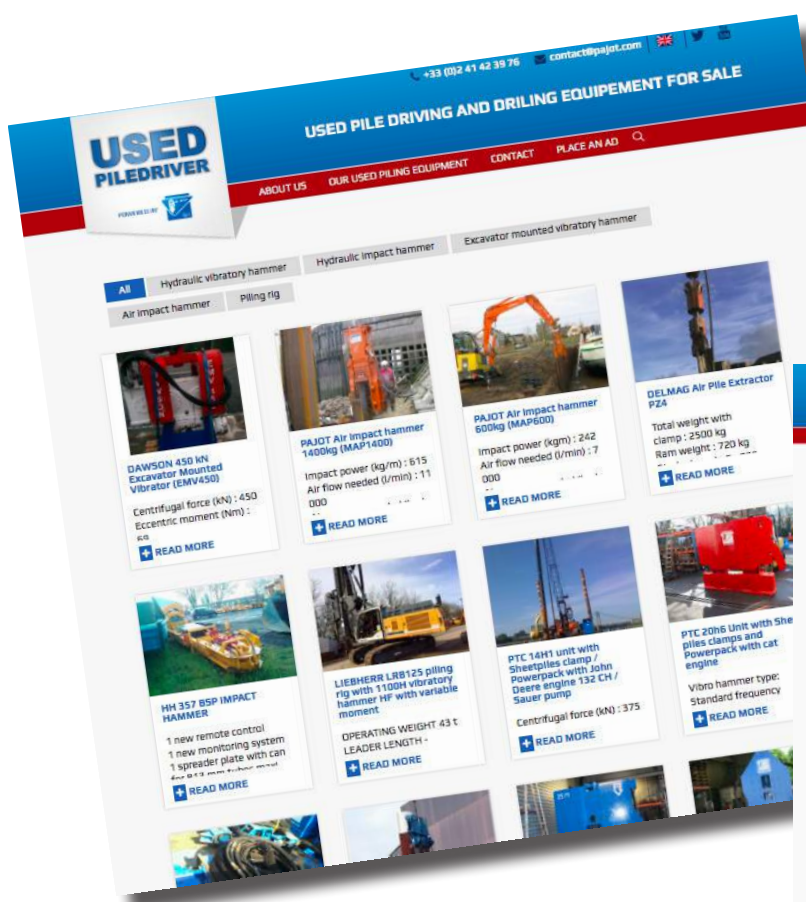 +33 (0)2 41 42 39 76 contact@pajot.com
USED PILE DRIVING AND DRILING EQUIPEMENT FOR SALE
USED
PILEDRIVER
POWERED BY
ABOUT US OUR USED PILING EQUIPMENT CONTACT PLACE AN AD
All Hydraulic vibratory hammer Hydraulic impact hammer Excavator mounted vibratory hammer
Air impact hammer Piling rig
DAWSON 450 kN
Excavator Mounted
Vibrator (EMV450)
Centrifugal force (kN) : 450
Eccentric moment (Nm) :
READ MORE
PAJOT Air impact hammer
1400kg (MAP1400)
Impact power (kg/m) : 615
Air flow needed (l/min) : 11
000
READ MORE
PAJOT Air impact hammer
600kg (MAP600)
Impact power (kgm) : 242
Air flow needed (l/min) : 7
000
READ MORE
DELMAG Air Pile Extractor
PZ4
Total weight with
clamp : 2500 kg
Ram weight : 720 kg
READ MORE
HH 357 BSP IMPACT
HAMMER
1 new remote control
1 new monitoring system
1 spreader plate with can
for 813 mm tubes maxi
READ MORE
LIEBHERR LRB125 piling
rig with 1100H vibratory
hammer HF with variable
moment
OPERATING WEIGHT 43 t
LEADER LENGTH -
READ MORE
PTC 14H1 unit with
Sheetpiles clamp /
Powerpack with John
Deere engine 132 CH /
Sauer pump
Centrifugal force (kN) : 375
READ MORE
PTC 20h6 Unit with She
piles clamps and
Powerpack with cat
engine
Vibro hammer type:
Standard frequency
READ MORE